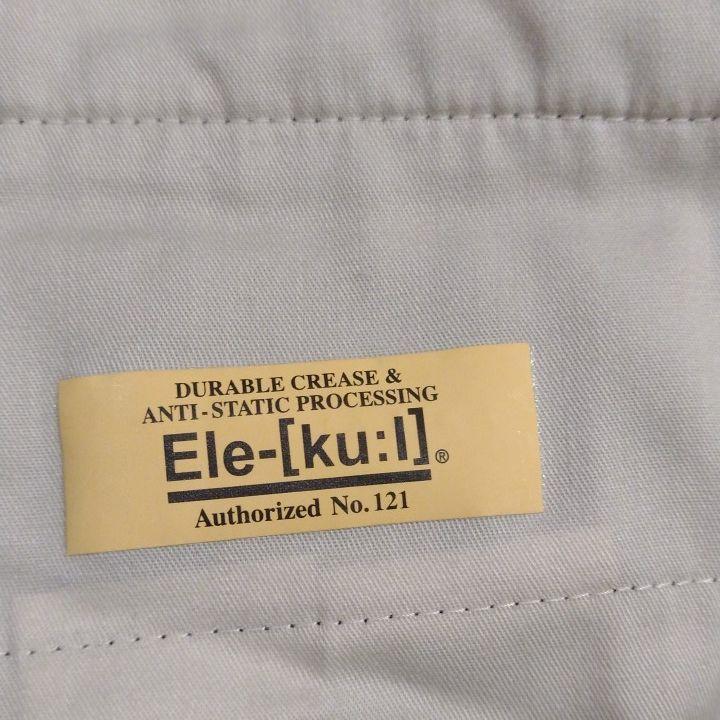 DURABLE CREASE &
ANTI-STATIC PROCESSING
Ele-[ku:l]®
Authorized No. 121